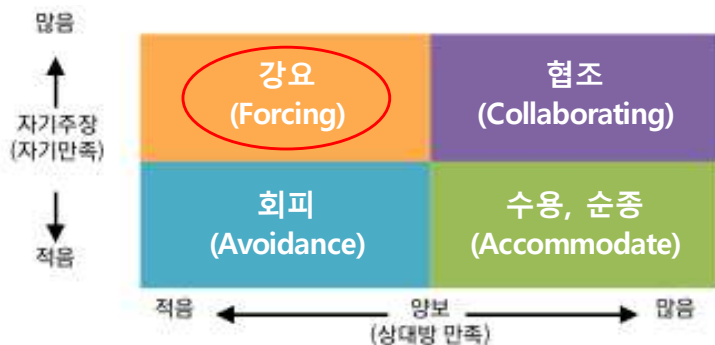 많음
자기주장
(자기만족)
적음
강요
(Forcing)
협조
(Collaborating)
회피
(Avoidance)
수용, 순종
(Accommodate)
적음
양보
(상대방 만족)
많음